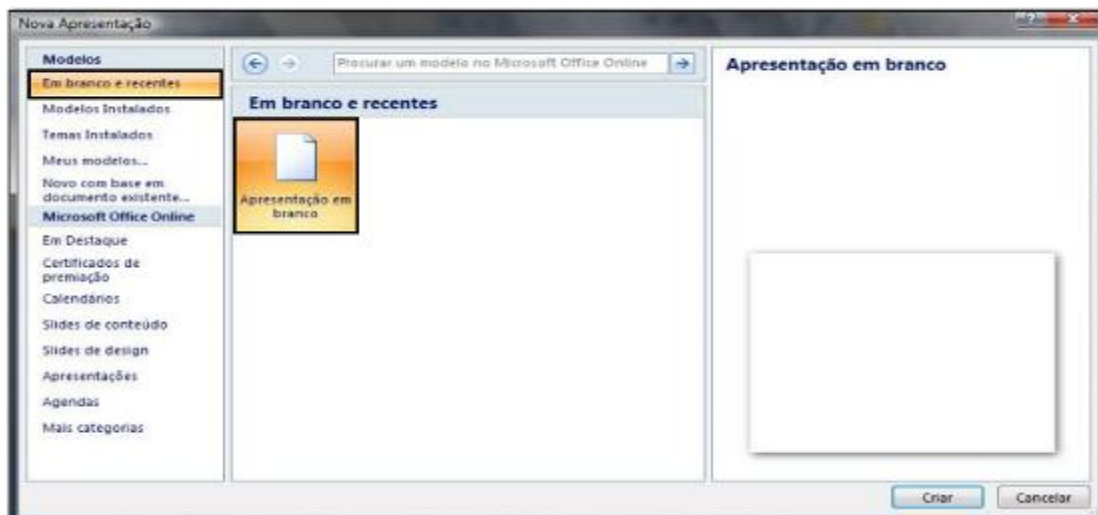 Nova Apresentação
Modelos
Em branco e recentes
Modelos Instalados
Temas Instalados
Meus modelos...
Novo com base em
documento existente...
Microsoft Office Online
Em Destaque
Certificados de
premiação
Calendários
Slides de conteúdo
Slides de design
Apresentações
Agendas
Mais categorias
Procurar um modelo no Microsoft Office Online
Em branco e recentes
Apresentação em
branco
Apresentação em branco
Criar
Cancelar